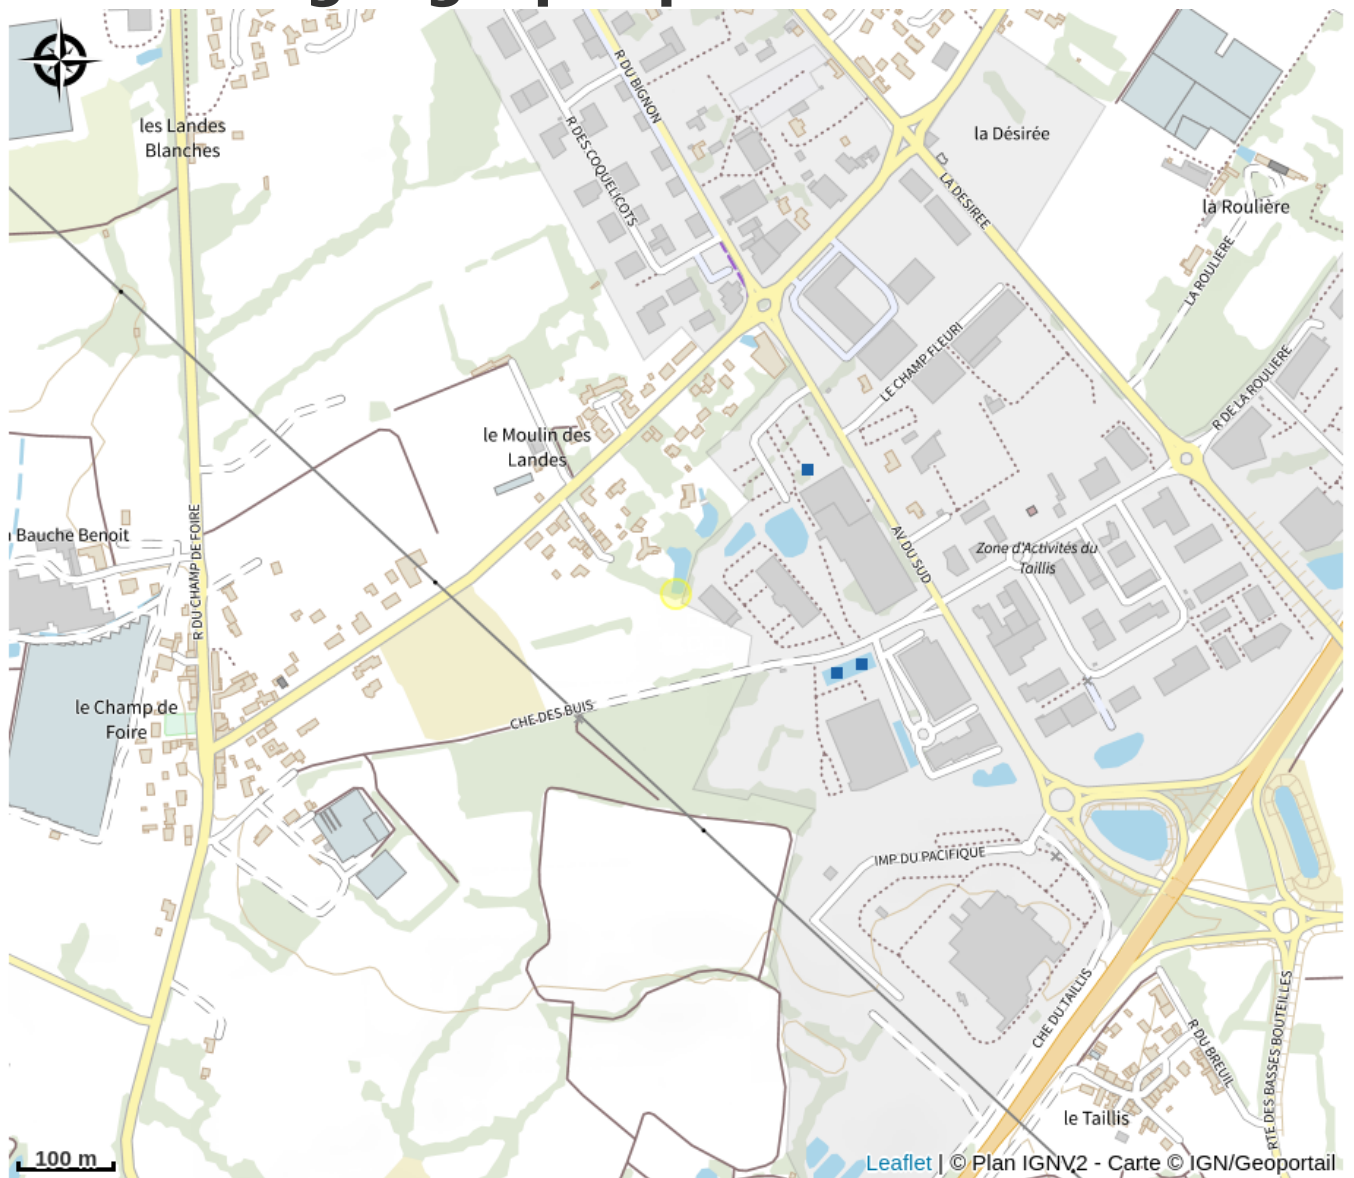 R DU BIGNON
les Landes
Blanches
R DES COQUELICOTS
la Désirée
LA DESIREE
la Roulière
LA ROULIERE
LE CHAMP FLEURI
R DE LA ROULIERE
le Moulin des
Landes
Bauche Benoit
R DU CHAMP DE FOIRE
AV DU SUD
Zone d'Activités du
Taillis
le Champ de
Foire
CHE DES BUIS
IMP DU PACIFIQUE
CHE DU TAILLIS
R DU BREUIL
RTE DES BASSES BOUTEILLES
le Taillis
100 m
Leaflet | © Plan IGNV2 - Carte © IGN/Geoportail